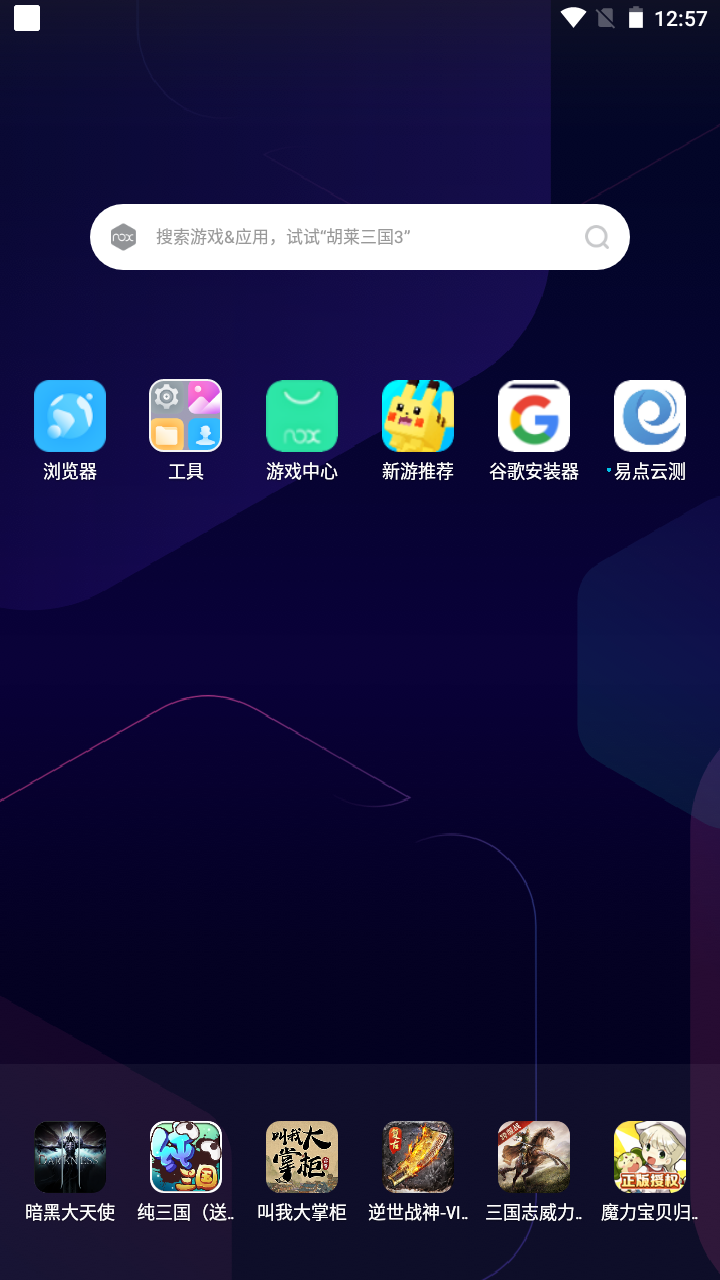 12:57
nox 搜索游戏&应用，试试“胡莱三国3”
nox
浏览器 工具 游戏中心 新游推荐 谷歌安装器 易点云测
DARKNESS 纯三国 叫我大掌柜 复古 正版授权
暗黑大天使 纯三国（送.. 叫我大掌柜 逆世战神-VI.. 三国志威力.. 魔力宝贝归..